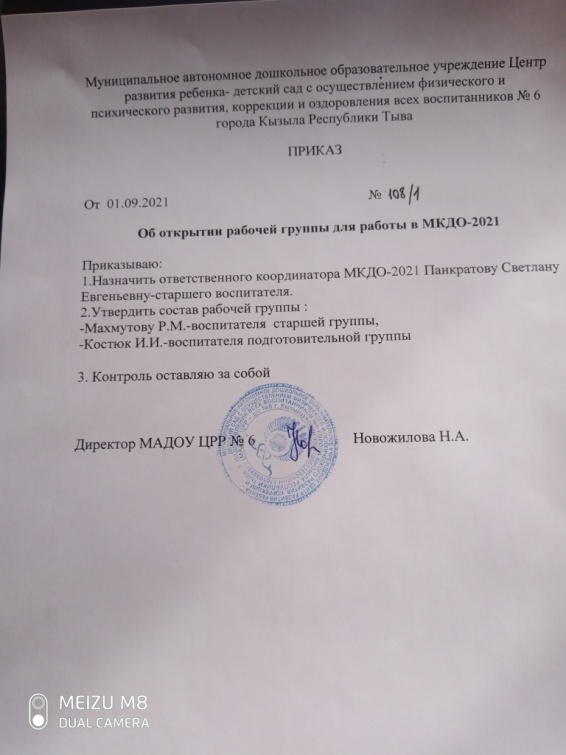 Муниципальное автономное дошкольное образовательное учреждение Центр
развития ребенка- детский сад с осуществлением физического и
психического развития, коррекции и оздоровления всех воспитанников № 6
города Кызыла Республики Тыва
ПРИКАЗ
От 01.09.2021 № 108/1
Об открытии рабочей группы для работы в МКДО-2021
Приказываю:
1.Назначить ответственного координатора МКДО-2021 Панкратову Светлану
Евгеньевну-старшего воспитателя.
2.Утвердить состав рабочей группы :
-Махмутову Р.М.-воспитателя старшей группы,
-Костюк И.И.-воспитателя подготовительной группы
3. Контроль оставляю за собой
Директор МАДОУ ЦРР № 6 Новожилова Н.А.
MEIZU M8
DUAL CAMERA